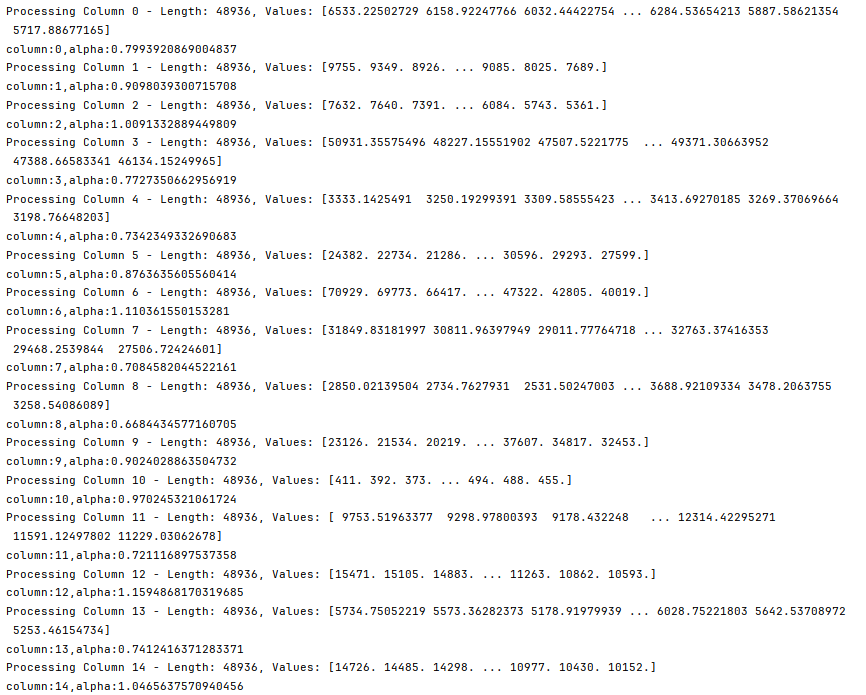 Processing Column 0 - Length: 48936, Values: [6533.22502729 6158.92247766 6032.44422754 ... 6284.53654213 5887.58621354
5717.88677165]
column:0,alpha:0.7993920869004837
Processing Column 1 - Length: 48936, Values: [9755. 9349. 8926. ... 9085. 8025. 7689.]
column:1,alpha:0.9098039300715708
Processing Column 2 - Length: 48936, Values: [7632. 7640. 7391. ... 6084. 5743. 5361.]
column:2,alpha:1.0091332889449809
Processing Column 3 - Length: 48936, Values: [50931.35575496 48227.15551902 47507.5221775  ... 49371.30663952
47388.66583341 46134.15249965]
column:3,alpha:0.7727350662956919
Processing Column 4 - Length: 48936, Values: [3333.1425491  3250.19299391 3309.58555423 ... 3413.69270185 3269.37069664
3198.76648203]
column:4,alpha:0.7342349332690683
Processing Column 5 - Length: 48936, Values: [24382. 22734. 21286. ... 30596. 29293. 27599.]
column:5,alpha:0.8763635605560414
Processing Column 6 - Length: 48936, Values: [70929. 69773. 66417. ... 47322. 42805. 40019.]
column:6,alpha:1.110361550153281
Processing Column 7 - Length: 48936, Values: [31849.83181997 30811.96397949 29011.77764718 ... 32763.37416353
29468.2539844  27506.72424601]
column:7,alpha:0.7084582044522161
Processing Column 8 - Length: 48936, Values: [2850.02139504 2734.7627931  2531.50247003 ... 3688.92109334 3478.2063755
3258.54086089]
column:8,alpha:0.6684434577160705
Processing Column 9 - Length: 48936, Values: [23126. 21534. 20219. ... 37607. 34817. 32453.]
column:9,alpha:0.9024028863504732
Processing Column 10 - Length: 48936, Values: [411. 392. 373. ... 494. 488. 455.]
column:10,alpha:0.970245321061724
Processing Column 11 - Length: 48936, Values: [ 9753.51963377  9298.97800393  9178.432248   ... 12314.42295271
11591.12497802 11229.03062678]
column:11,alpha:0.721116897537358
Processing Column 12 - Length: 48936, Values: [15471. 15105. 14883. ... 11263. 10862. 10593.]
column:12,alpha:1.1594868170319685
Processing Column 13 - Length: 48936, Values: [5734.75052219 5573.36282373 5178.91979939 ... 6028.75221803 5642.53708972
5253.46154734]
column:13,alpha:0.7412416371283371
Processing Column 14 - Length: 48936, Values: [14726. 14485. 14298. ... 10977. 10430. 10152.]
column:14,alpha:1.0465637570940456